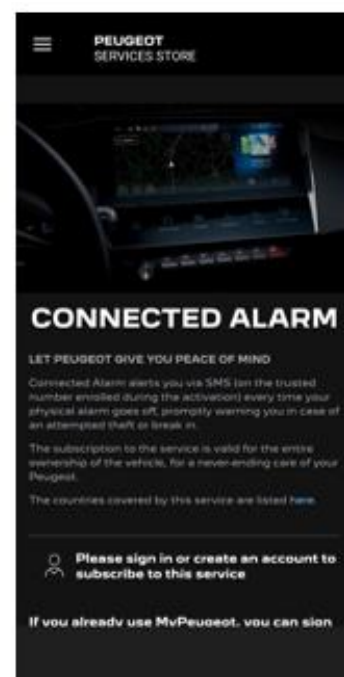 PEUGEOT
SERVICES STORE
CONNECTED ALARM
LET PEUGEOT GIVE YOU PEACE OF MIND
Connected Alarm alerts you via SMS (on the trusted
number enrolled during the activation) every time your
physical alarm goes off, promptly warning you in case of
an attempted theft or break in.
The subscription to the service is valid for the entire
ownership of the vehicle, for a never-ending care of your
Peugeot.
The countries covered by this service are listed here.
Please sign in or create an account to
subscribe to this service
If you already use MyPeugeot, you can sign